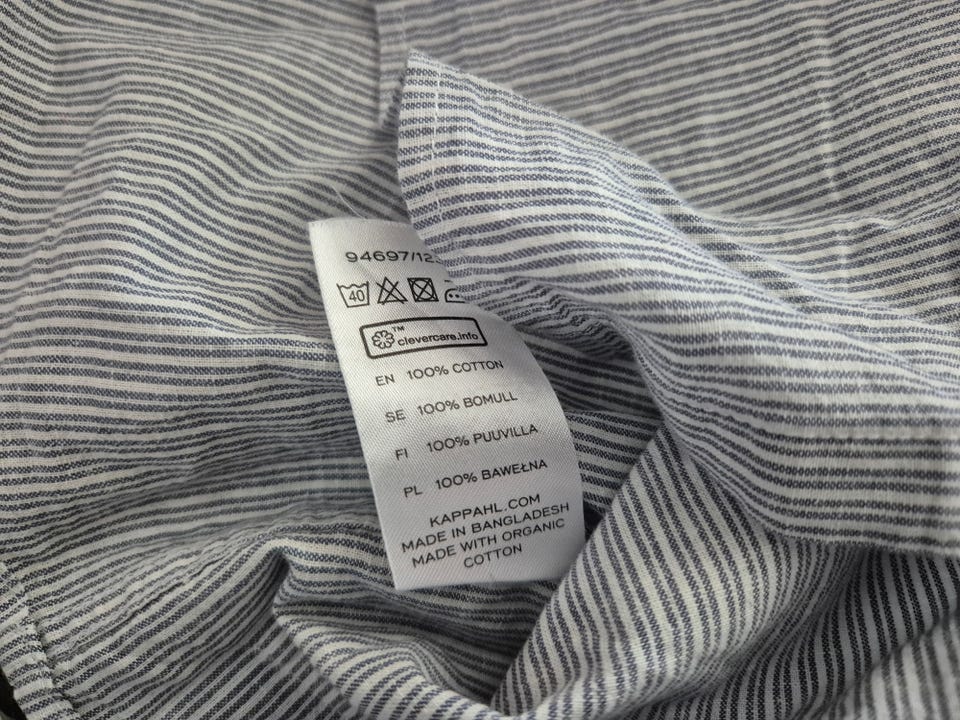 94697/12
40
™
clevercare.info
EN 100% COTTON
SE 100% BOMULL
FI 100% PUUVILLA
PL 100% BAWEŁNA
KAPPAHL.COM
MADE IN BANGLADESH
MADE WITH ORGANIC
COTTON